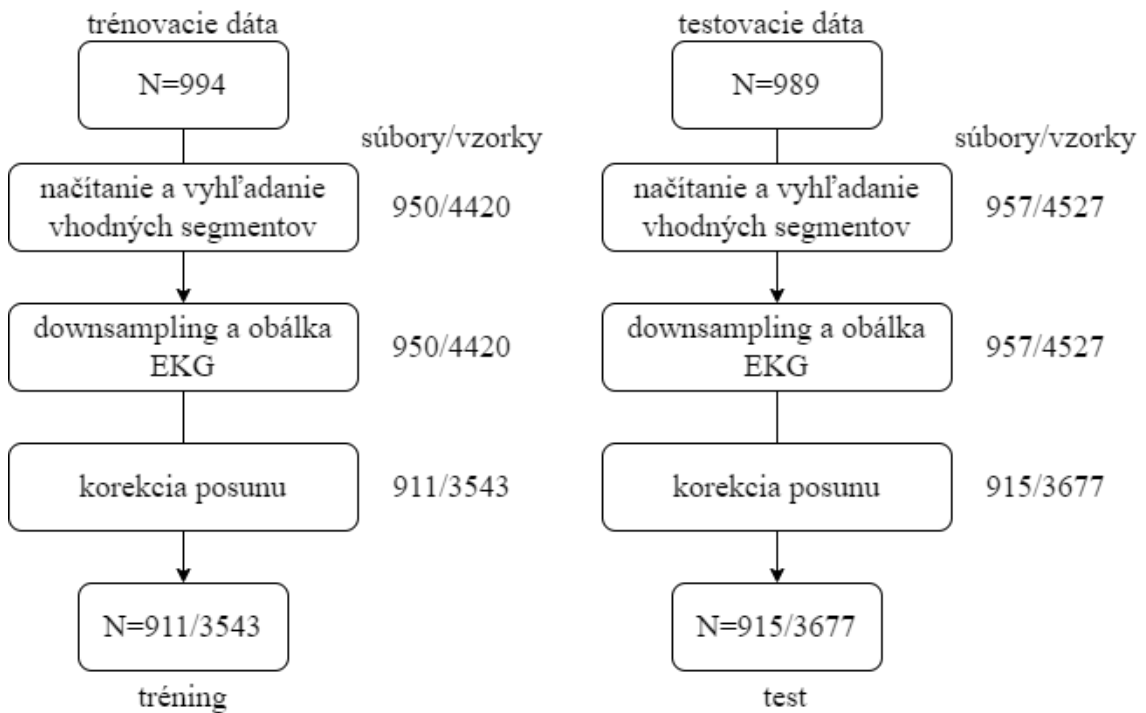 trénovacie dáta
N=994
súbory/vzorky
načítanie a vyhľadanie
vhodných segmentov
950/4420
downsampling a obálka
EKG
950/4420
korekcia posunu
911/3543
N=911/3543
tréning
testovacie dáta
N=989
súbory/vzorky
načítanie a vyhľadanie
vhodných segmentov
957/4527
downsampling a obálka
EKG
957/4527
korekcia posunu
915/3677
N=915/3677
test